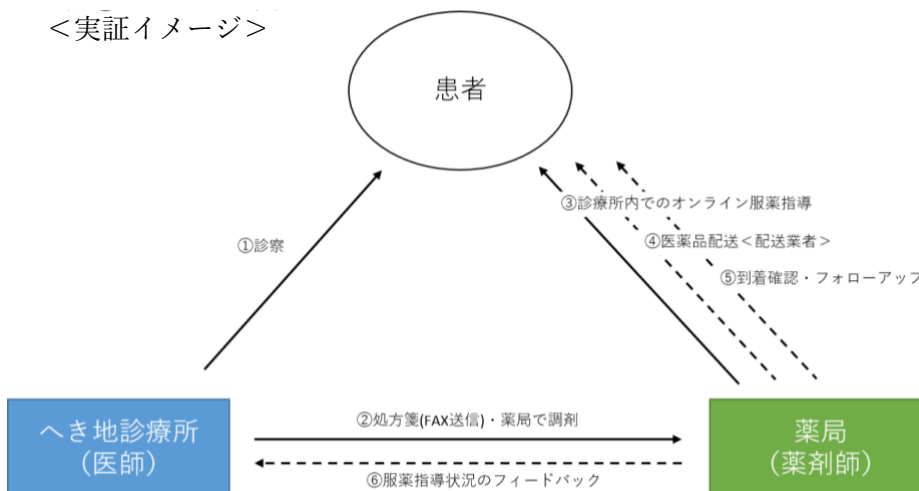 ＜実証イメージ＞
患者
③診療所内でのオンライン服薬指導
①診察
④医薬品配送＜配送業者＞
⑤到着確認・フォローアップ
②処方箋(FAX送信)・薬局で調剤
へき地診療所
（医師）
薬局
（薬剤師）
⑥服薬指導状況のフィードバック